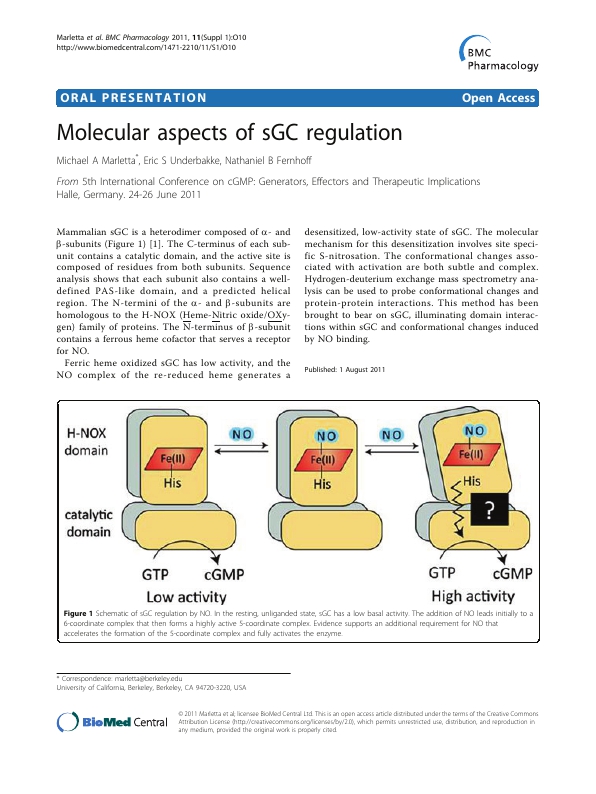 Marletta et al. BMC Pharmacology 2011, 11(Suppl 1):O10
http://www.biomedcentral.com/1471-2210/11/S1/O10
BMC
Pharmacology
ORAL PRESENTATION
Open Access
Molecular aspects of sGC regulation
Michael A Marletta*, Eric S Underbakke, Nathaniel B Fernhoff
From 5th International Conference on cGMP: Generators, Effectors and Therapeutic Implications
Halle, Germany. 24-26 June 2011
Mammalian sGC is a heterodimer composed of α- and
β-subunits (Figure 1) [1]. The C-terminus of each sub-
unit contains a catalytic domain, and the active site is
composed of residues from both subunits. Sequence
analysis shows that each subunit also contains a well-
defined PAS-like domain, and a predicted helical
region. The N-termini of the α- and β-subunits are
homologous to the H-NOX (Heme-Nitric oxide/OXy-
gen) family of proteins. The N-terminus of β-subunit
contains a ferrous heme cofactor that serves a receptor
for NO.
Ferric heme oxidized sGC has low activity, and the
NO complex of the re-reduced heme generates a
desensitized, low-activity state of sGC. The molecular
mechanism for this desensitization involves site speci-
fic S-nitrosation. The conformational changes asso-
ciated with activation are both subtle and complex.
Hydrogen-deuterium exchange mass spectrometry ana-
lysis can be used to probe conformational changes and
protein-protein interactions. This method has been
brought to bear on sGC, illuminating domain interac-
tions within sGC and conformational changes induced
by NO binding.
Published: 1 August 2011
H-NOX
domain
Fe(II)
His
NO
NO
Fe(II)
His
NO
NO
Fe(II)
His
?
catalytic
domain
GTP
cGMP
Low activity
GTP
cGMP
High activity
Figure 1 Schematic of sGC regulation by NO. In the resting, unliganded state, sGC has a low basal activity. The addition of NO leads initially to a
6-coordinate complex that then forms a highly active 5-coordinate complex. Evidence supports an additional requirement for NO that
accelerates the formation of the 5-coordinate complex and fully activates the enzyme.
* Correspondence: marletta@berkeley.edu
University of California, Berkeley, Berkeley, CA 94720-3220, USA
BioMed Central
© 2011 Marletta et al; licensee BioMed Central Ltd. This is an open access article distributed under the terms of the Creative Commons
Attribution License (http://creativecommons.org/licenses/by/2.0), which permits unrestricted use, distribution, and reproduction in
any medium, provided the original work is properly cited.